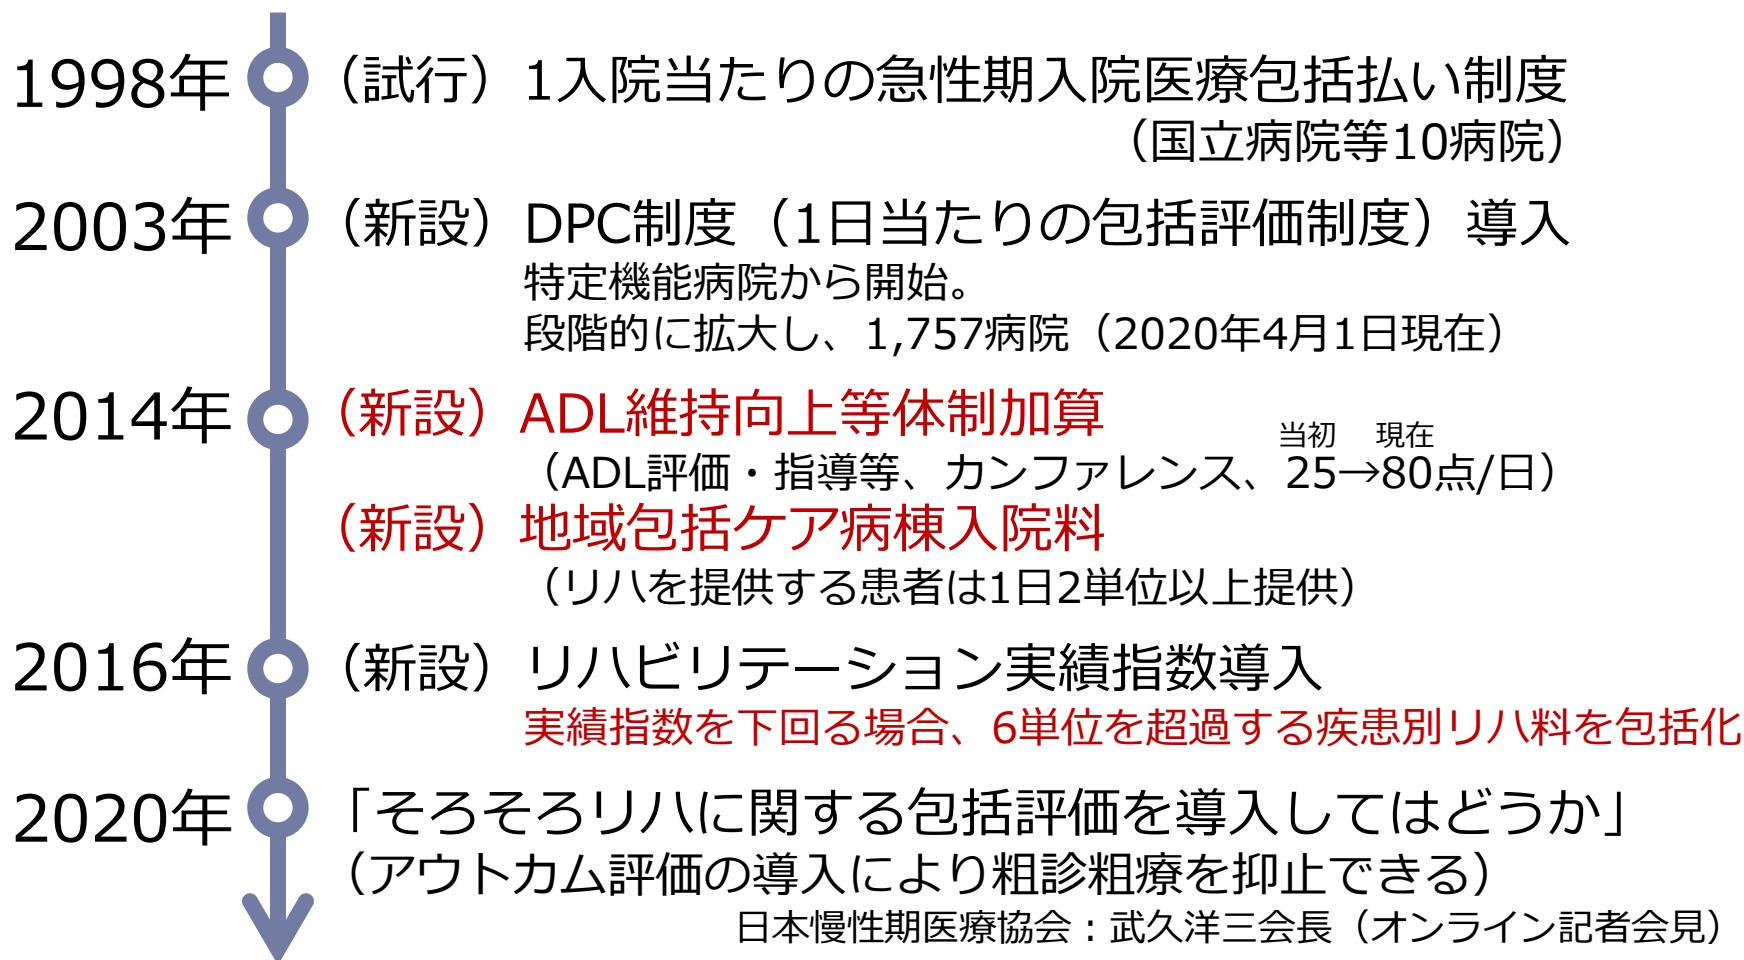 1998年 （試行）1入院当たりの急性期入院医療包括払い制度
（国立病院等10病院）
2003年 （新設）DPC制度（1日当たりの包括評価制度）導入
特定機能病院から開始。
段階的に拡大し、1,757病院（2020年4月1日現在）
2014年 （新設）ADL維持向上等体制加算
当初 現在
（ADL評価・指導等、カンファレンス、25→80点/日）
（新設）地域包括ケア病棟入院料
（リハを提供する患者は1日2単位以上提供）
2016年 （新設）リハビリテーション実績指数導入
実績指数を下回る場合、6単位を超過する疾患別リハ料を包括化
2020年 「そろそろリハに関する包括評価を導入してはどうか」
（アウトカム評価の導入により粗診粗療を抑止できる）
日本慢性期医療協会：武久洋三会長（オンライン記者会見）